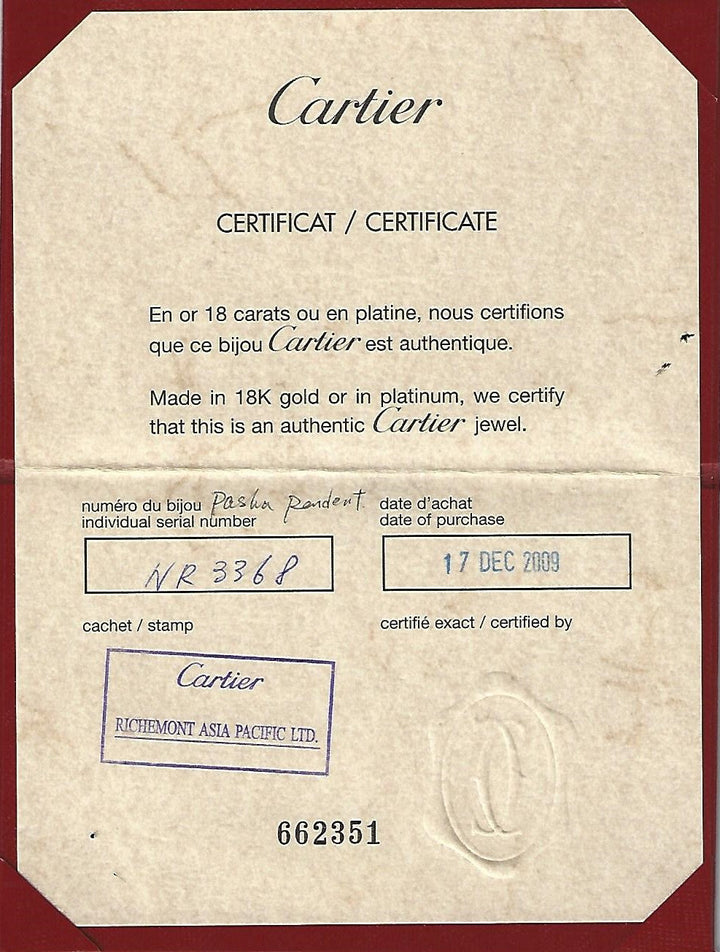 Cartier
CERTIFICAT / CERTIFICATE
En or 18 carats ou en platine, nous certifions
que ce bijou Cartier est authentique.
Made in 18K gold or in platinum, we certify
that this is an authentic Cartier jewel.
numéro du bijou Pasha pendent.
individual serial number
NR 3368
date d'achat
date of purchase
17 DEC 2009
cachet / stamp
certifié exact / certified by
Cartier
RICHEMONT ASIA PACIFIC LTD.
662351